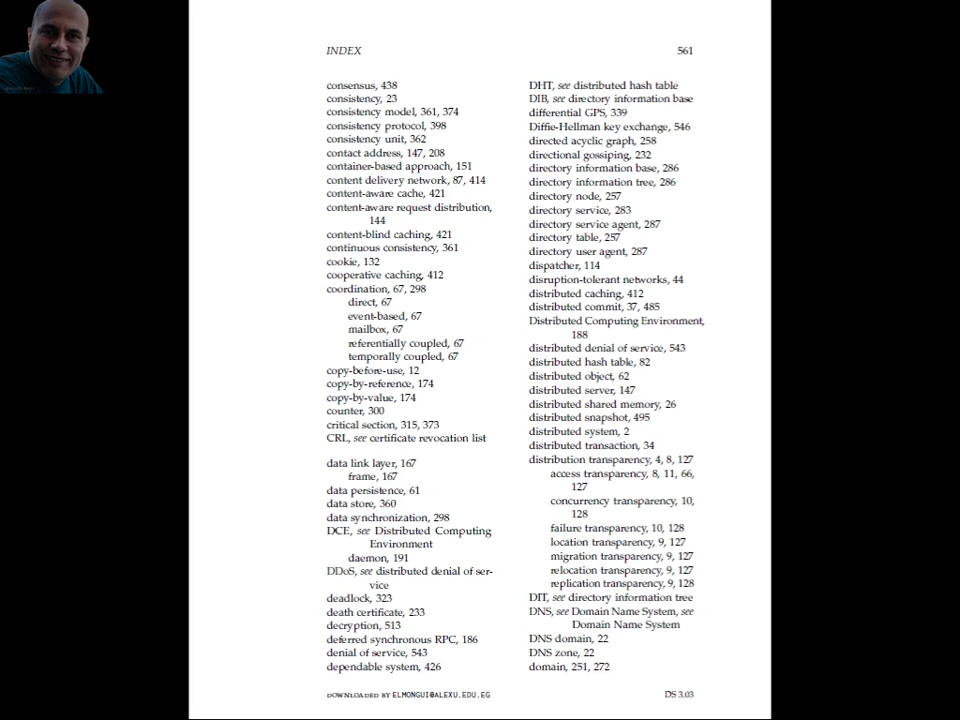 INDEX 561
consensus, 438
consistency, 23
consistency model, 361, 374
consistency protocol, 398
consistency unit, 362
contact address, 147, 208
container-based approach, 151
content delivery network, 87, 414
content-aware cache, 421
content-aware request distribution,
144
content-blind caching, 421
continuous consistency, 361
cookie, 132
cooperative caching, 412
coordination, 67, 298
direct, 67
event-based, 67
mailbox, 67
referentially coupled, 67
temporally coupled, 67
copy-before-use, 12
copy-by-reference, 174
copy-by-value, 174
counter, 300
critical section, 315, 373
CRL, see certificate revocation list
data link layer, 167
frame, 167
data persistence, 61
data store, 360
data synchronization, 298
DCE, see Distributed Computing
Environment
daemon, 191
DDoS, see distributed denial of ser-
vice
deadlock, 323
death certificate, 233
decryption, 513
deferred synchronous RPC, 186
denial of service, 543
dependable system, 426
DHT, see distributed hash table
DIB, see directory information base
differential GPS, 339
Diffie-Hellman key exchange, 546
directed acyclic graph, 258
directional gossiping, 232
directory information base, 286
directory information tree, 286
directory node, 257
directory service, 283
directory service agent, 287
directory table, 257
directory user agent, 287
dispatcher, 114
disruption-tolerant networks, 44
distributed caching, 412
distributed commit, 37, 485
Distributed Computing Environment,
188
distributed denial of service, 543
distributed hash table, 82
distributed object, 62
distributed server, 147
distributed shared memory, 26
distributed snapshot, 495
distributed system, 2
distributed transaction, 34
distribution transparency, 4, 8, 127
access transparency, 8, 11, 66,
127
concurrency transparency, 10,
128
failure transparency, 10, 128
location transparency, 9, 127
migration transparency, 9, 127
relocation transparency, 9, 127
replication transparency, 9, 128
DIT, see directory information tree
DNS, see Domain Name System, see
Domain Name System
DNS domain, 22
DNS zone, 22
domain, 251, 272
DOWNLOADED BY ELMONGUI@ALEXU.EDU.EG DS 3.03